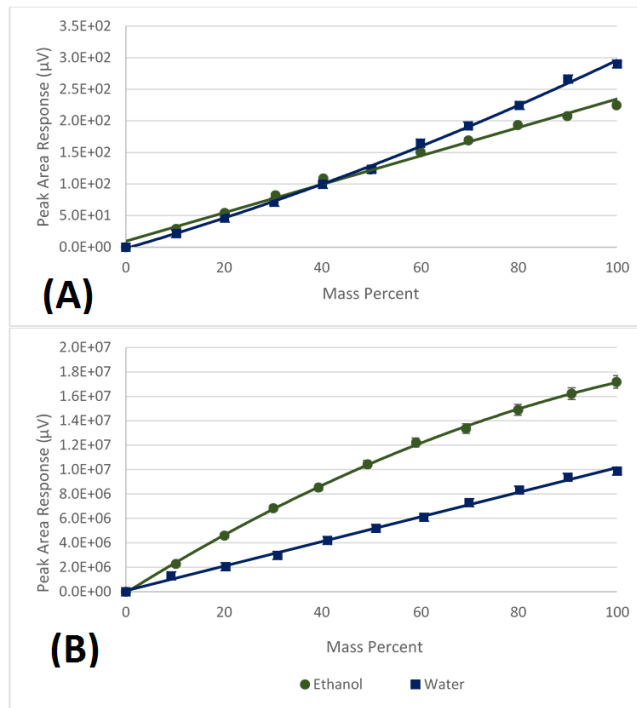 3.5E+02
3.0E+02
2.5E+02
2.0E+02
1.5E+02
1.0E+02
5.0E+01
0.0E+00
Peak Area Response (µV)
0 20 40 60 80 100
Mass Percent
(A)
2.0E+07
1.8E+07
1.6E+07
1.4E+07
1.2E+07
1.0E+07
8.0E+06
6.0E+06
4.0E+06
2.0E+06
0.0E+00
Peak Area Response (µV)
0 20 40 60 80 100
Mass Percent
(B)
Ethanol Water